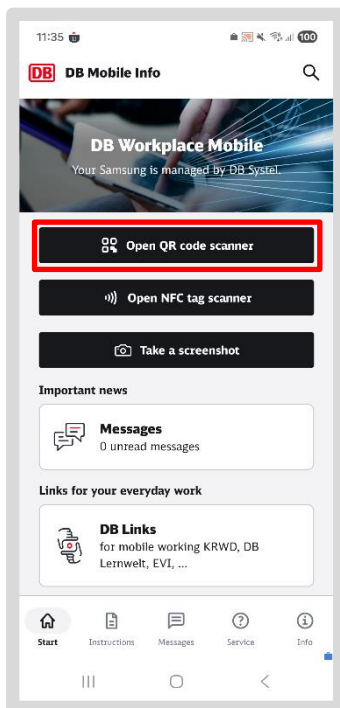 11:35
100
DB DB Mobile Info
DB Workplace Mobile
Your Samsung is managed by DB Systel.
Open QR code scanner
Open NFC tag scanner
Take a screenshot
Important news
Messages
0 unread messages
Links for your everyday work
DB Links
for mobile working KRWD, DB
Lernwelt, EVI, ...
Start Instructions Messages Service Info